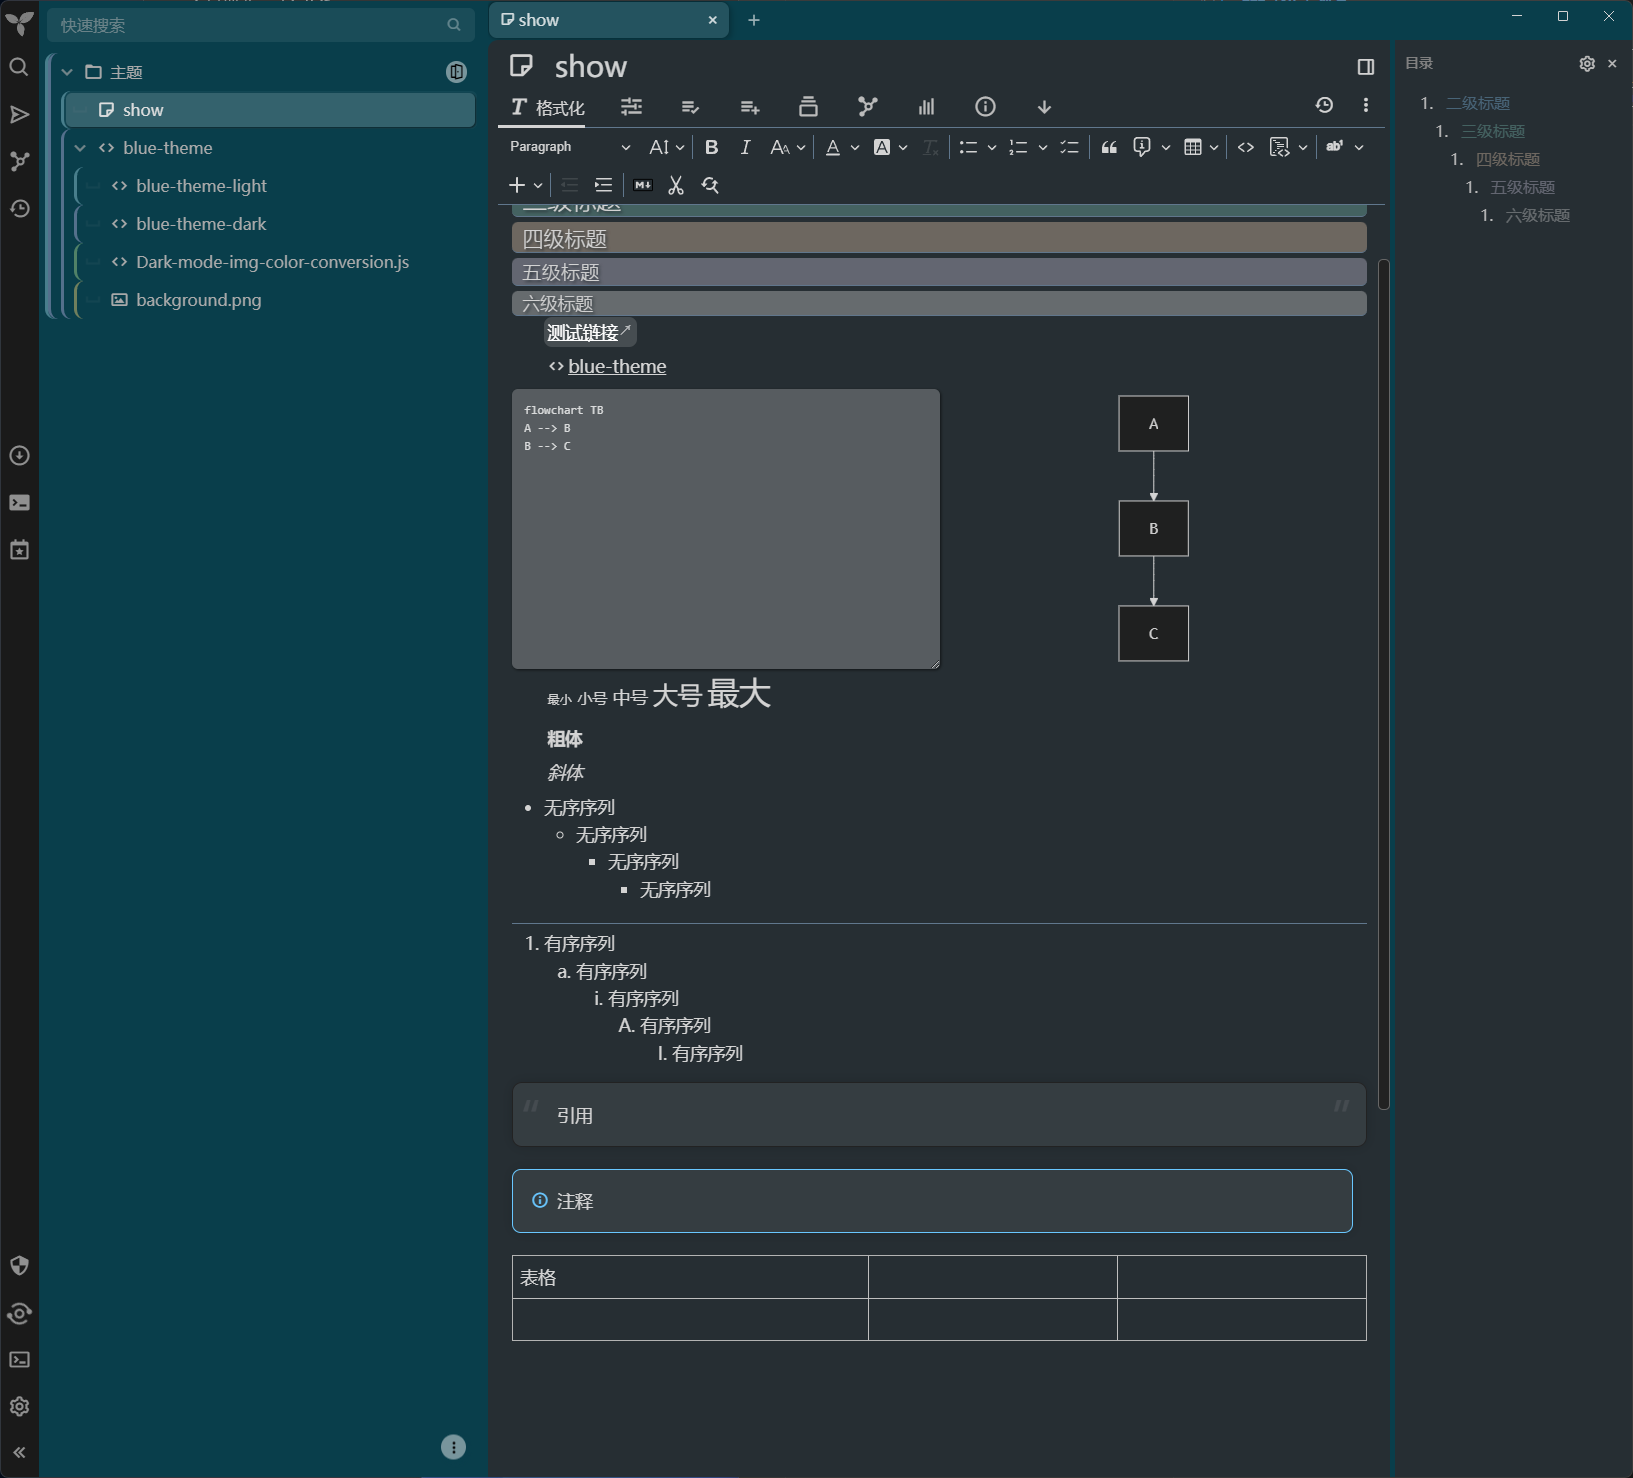 快速搜索
主题
show
blue-theme
blue-theme-light
blue-theme-dark
Dark-mode-img-color-conversion.js
background.png
show
show
格式化
Paragraph
三级标题
四级标题
五级标题
六级标题
测试链接
blue-theme
flowchart TB
A --> B
B --> C
A
B
C
最小 小号 中号 大号 最大
粗体
斜体
无序序列
无序序列
无序序列
无序序列
1. 有序序列
a. 有序序列
i. 有序序列
A. 有序序列
I. 有序序列
引用
注释
表格
目录
1. 二级标题
1. 三级标题
1. 四级标题
1. 五级标题
1. 六级标题